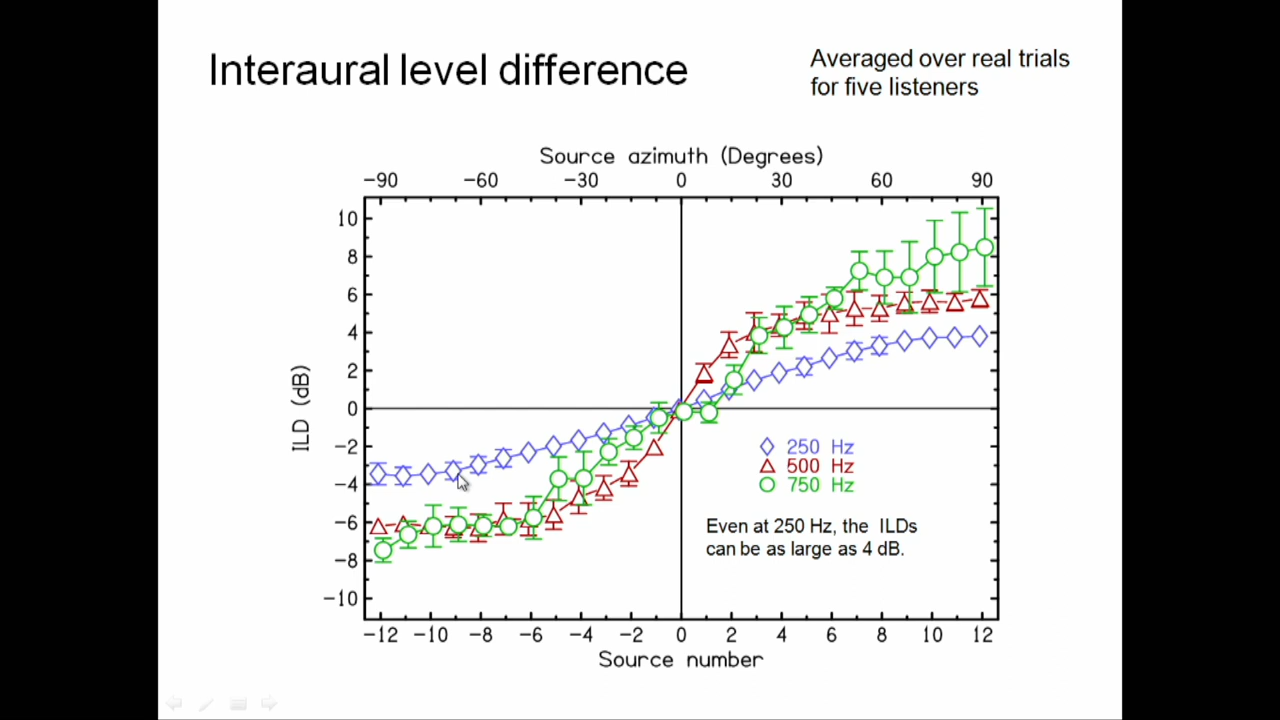 Interaural level difference
Averaged over real trials
for five listeners
Source azimuth (Degrees)
−90 −60 −30 0 30 60 90
10
8
6
4
2
0
−2
−4
−6
−8
−10
ILD (dB)
250 Hz
500 Hz
750 Hz
Even at 250 Hz, the ILDs
can be as large as 4 dB.
−12 −10 −8 −6 −4 −2 0 2 4 6 8 10 12
Source number